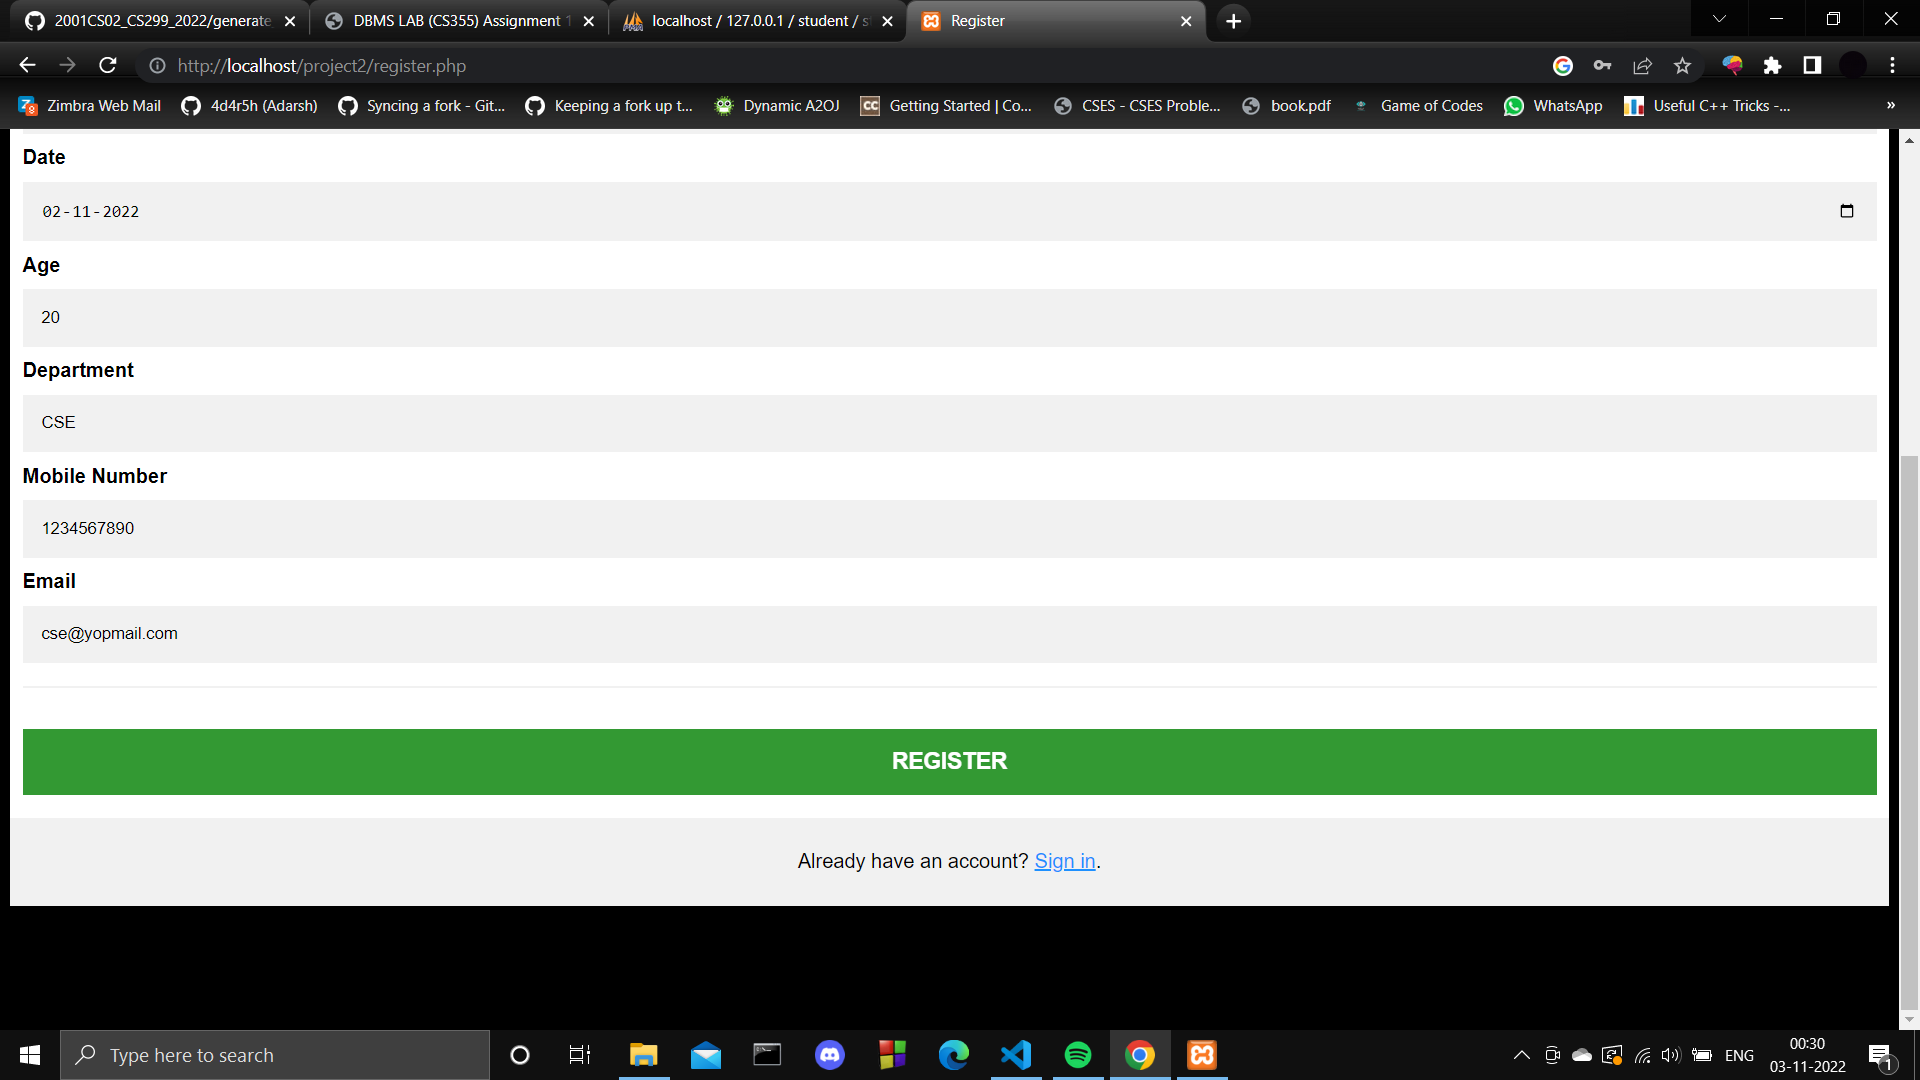 2001CS02_CS299_2022/generate
DBMS LAB (CS355) Assignment 1
localhost / 127.0.0.1 / student / s
Register
http://localhost/project2/register.php
Zimbra Web Mail
4d4r5h (Adarsh)
Syncing a fork - Git...
Keeping a fork up t...
Dynamic A2OJ
CC
Getting Started | Co...
CSES - CSES Proble...
book.pdf
Game of Codes
WhatsApp
Useful C++ Tricks -...
»
Date
02-11-2022
Age
20
Department
CSE
Mobile Number
1234567890
Email
cse@yopmail.com
REGISTER
Already have an account? Sign in.
Type here to search
ENG
00:30
03-11-2022
1